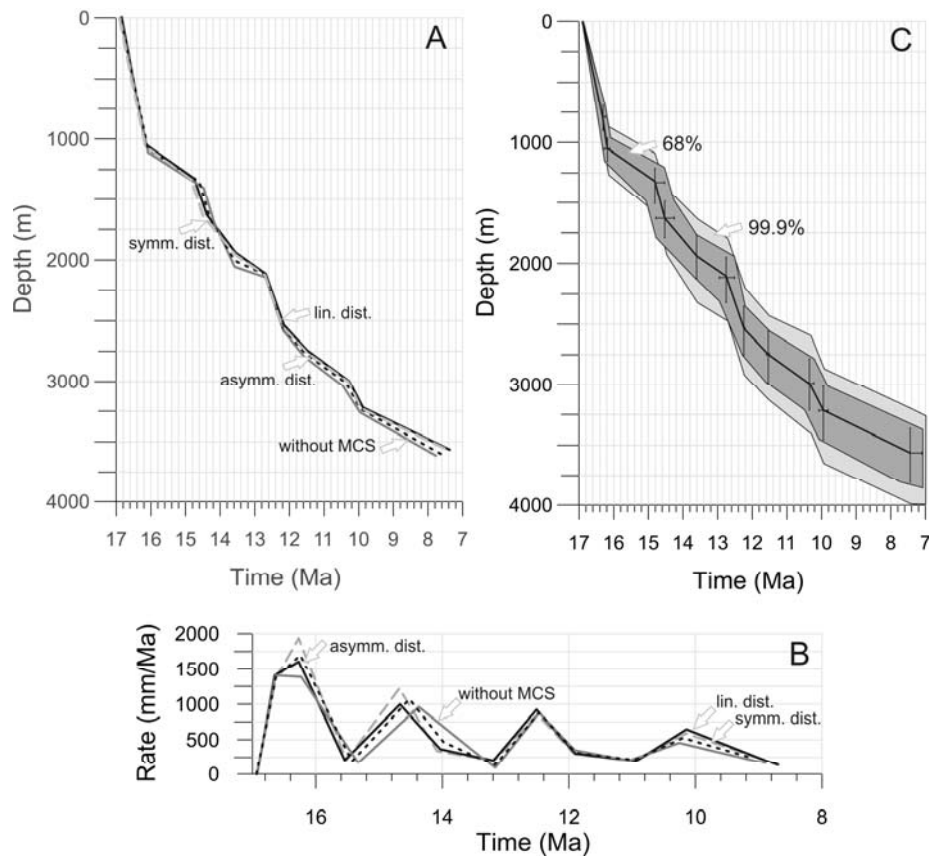 A
0
1000
2000
3000
4000
Depth (m)
symm. dist.
lin. dist.
asymm. dist.
without MCS
17 16 15 14 13 12 11 10 9 8 7
Time (Ma)
C
0
1000
2000
3000
4000
Depth (m)
68%
99.9%
17 16 15 14 13 12 11 10 9 8 7
Time (Ma)
B
2000
1500
1000
500
0
Rate (mm/Ma)
asymm. dist.
without MCS
lin. dist.
symm. dist.
16 14 12 10 8
Time (Ma)